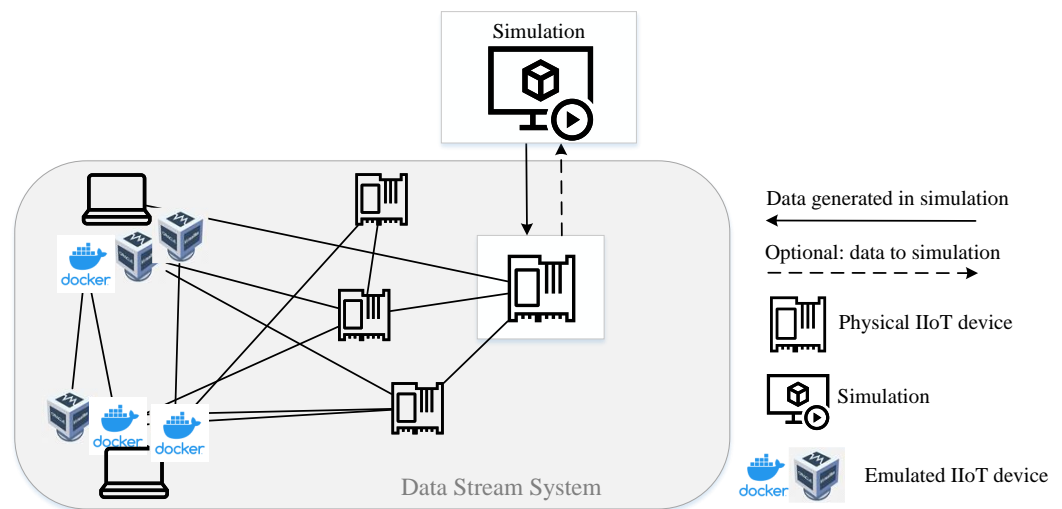 Simulation
Data generated in simulation
Optional: data to simulation
docker
Physical IIoT device
Simulation
docker
docker
Data Stream System
docker
Emulated IIoT device